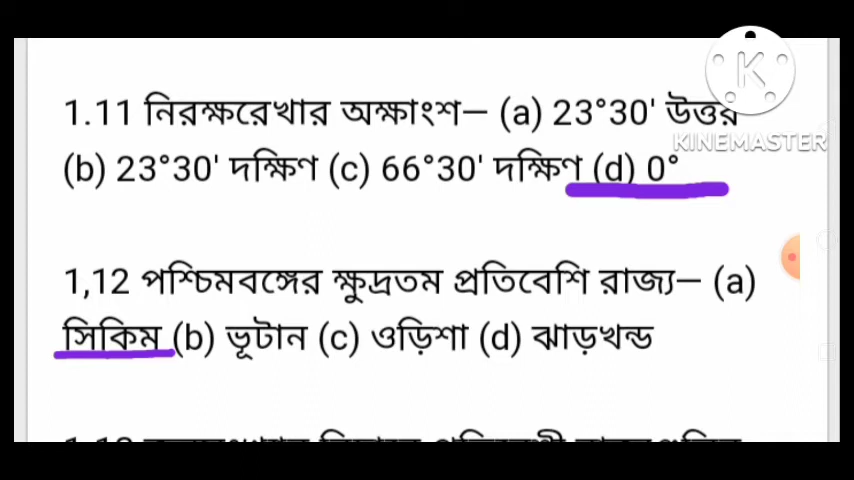 1.11 নিরক্ষরেখার অক্ষাংশ– (a) 23°30' উত্তর
KINEMASTER
(b) 23°30' দক্ষিণ (c) 66°30' দক্ষিণ (d) 0°
1,12 পশ্চিমবঙ্গের ক্ষুদ্রতম প্রতিবেশি রাজ্য– (a)
সিকিম (b) ভূটান (c) ওড়িশা (d) ঝাড়খন্ড